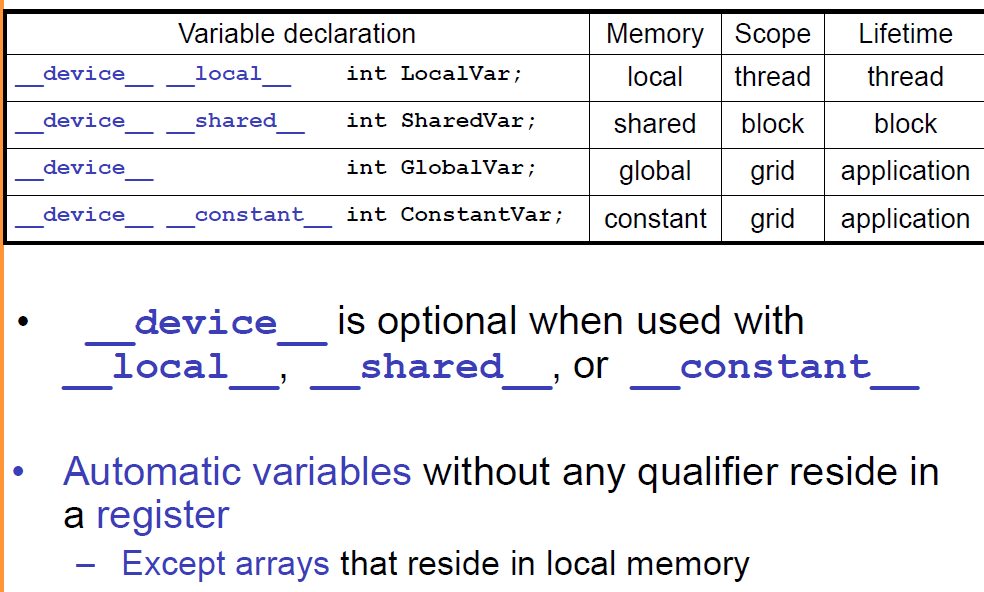 Variable declaration Memory Scope Lifetime
__device__ __local__ int LocalVar; local thread thread
__device__ __shared__ int SharedVar; shared block block
__device__ int GlobalVar; global grid application
__device__ __constant__ int ConstantVar; constant grid application
• __device__ is optional when used with
__local__, __shared__, or __constant__
• Automatic variables without any qualifier reside in
a register
– Except arrays that reside in local memory